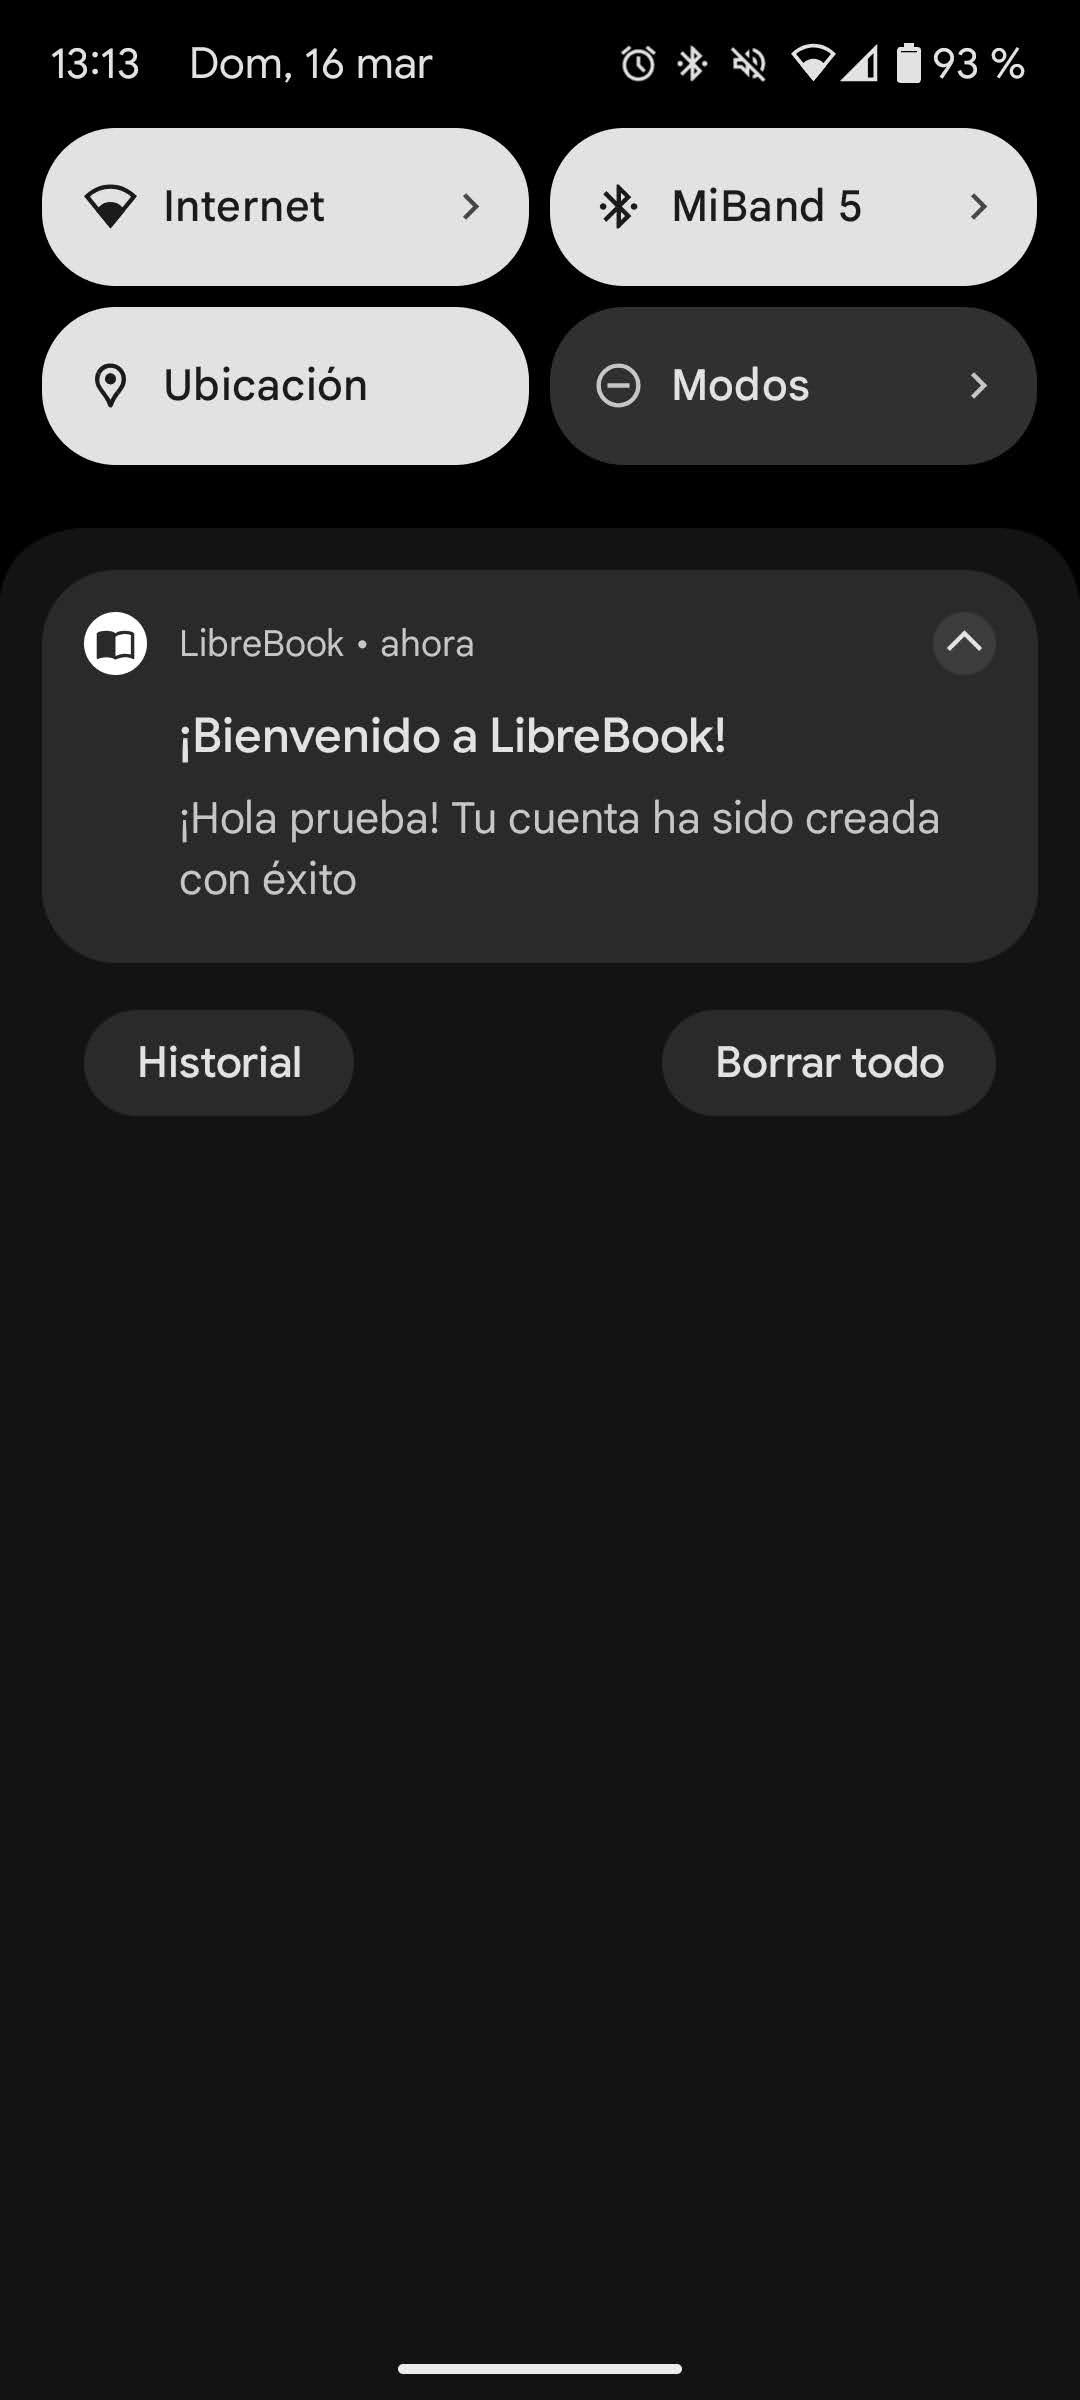 13:13 Dom, 16 mar 93 %
Internet
MiBand 5
Ubicación
Modos
LibreBook • ahora
¡Bienvenido a LibreBook!
¡Hola prueba! Tu cuenta ha sido creada
con éxito
Historial
Borrar todo